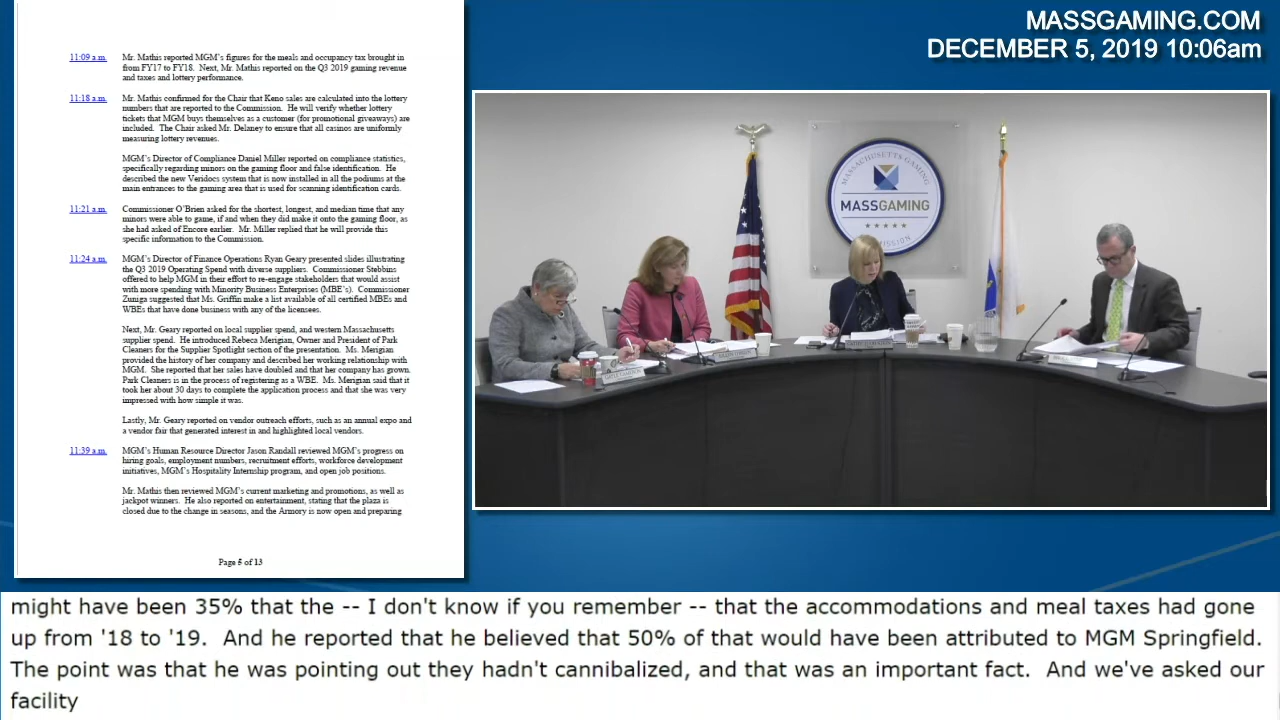 MASSGAMING.COM
DECEMBER 5, 2019 10:06am
11:09 a.m. Mr. Mathis reported MGM's figures for the meals and occupancy tax brought in
from FY17 to FY18. Next, Mr. Mathis reported on the Q3 2019 gaming revenue
and taxes and lottery performance.
11:18 a.m. Mr. Mathis confirmed for the Chair that Keno sales are calculated into the lottery
numbers that are reported to the Commission. He will verify whether lottery
tickets that MGM buys themselves as a customer (for promotional giveaways) are
included. The Chair asked Mr. Delaney to ensure that all casinos are uniformly
measuring lottery revenues.
MGM's Director of Compliance Daniel Miller reported on compliance statistics,
specifically regarding minors on the gaming floor and false identification. He
described the new Veridocs system that is now installed in all the podiums at the
main entrances to the gaming area that is used for scanning identification cards.
11:21 a.m. Commissioner O'Brien asked for the shortest, longest, and median time that any
minors were able to game, if and when they did make it onto the gaming floor, as
she had asked of Encore earlier. Mr. Miller replied that he will provide this
specific information to the Commission.
11:24 a.m. MGM's Director of Finance Operations Ryan Geary presented slides illustrating
the Q3 2019 Operating Spend with diverse suppliers. Commissioner Stebbins
offered to help MGM in their effort to re-engage stakeholders that would assist
with more spending with Minority Business Enterprises (MBE's). Commissioner
Zuniga suggested that Ms. Griffin make a list available of all certified MBEs and
WBEs that have done business with any of the licensees.
Next, Mr. Geary reported on local supplier spend, and western Massachusetts
supplier spend. He introduced Rebeca Merigian, Owner and President of Park
Cleaners for the Supplier Spotlight section of the presentation. Ms. Merigian
provided the history of her company and described her working relationship with
MGM. She reported that her sales have doubled and that her company has grown.
Park Cleaners is in the process of registering as a WBE. Ms. Merigian said that it
took her about 30 days to complete the application process and that she was very
impressed with how simple it was.
Lastly, Mr. Geary reported on vendor outreach efforts, such as an annual expo and
a vendor fair that generated interest in and highlighted local vendors.
11:39 a.m. MGM's Human Resource Director Jason Randall reviewed MGM's progress on
hiring goals, employment numbers, recruitment efforts, workforce development
initiatives, MGM's Hospitality Internship program, and open job positions.
Mr. Mathis then reviewed MGM's current marketing and promotions, as well as
jackpot winners. He also reported on entertainment, stating that the plaza is
closed due to the change in seasons, and the Armory is now open and preparing
Page 5 of 13
MASSACHUSETTS GAMING
MASSGAMING
might have been 35% that the -- I don't know if you remember -- that the accommodations and meal taxes had gone
up from '18 to '19. And he reported that he believed that 50% of that would have been attributed to MGM Springfield.
The point was that he was pointing out they hadn't cannibalized, and that was an important fact. And we've asked our
facility